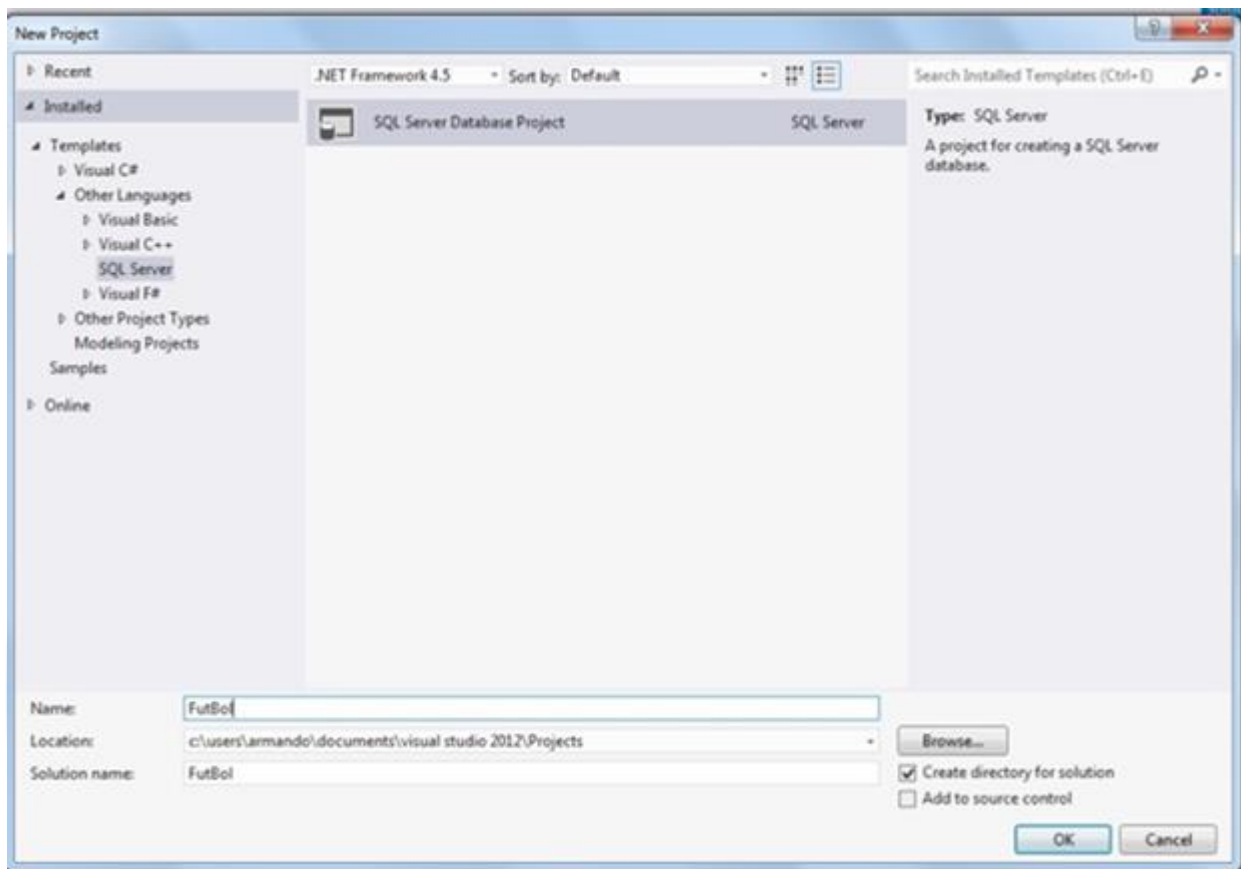 New Project
Recent
Installed
Templates
Visual C#
Other Languages
Visual Basic
Visual C++
SQL Server
Visual F#
Other Project Types
Modeling Projects
Samples
Online
.NET Framework 4.5 Sort by: Default
SQL Server Database Project SQL Server
Search Installed Templates (Ctrl+E)
Type: SQL Server
A project for creating a SQL Server
database.
Name: FutBol
Location: c:\users\armando\documents\visual studio 2012\Projects
Browse...
Solution name: FutBol
Create directory for solution
Add to source control
OK Cancel